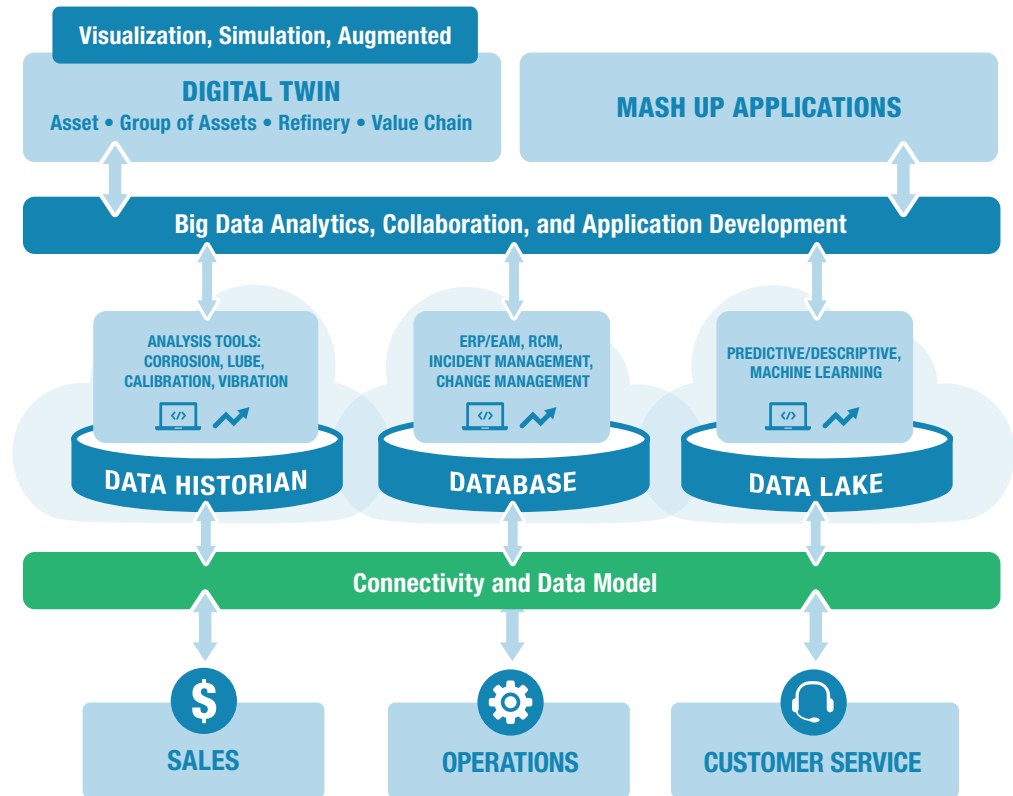 Visualization, Simulation, Augmented
DIGITAL TWIN
Asset • Group of Assets • Refinery • Value Chain
MASH UP APPLICATIONS
Big Data Analytics, Collaboration, and Application Development
ANALYSIS TOOLS:
CORROSION, LUBE,
CALIBRATION, VIBRATION
</>
DATA HISTORIAN
ERP/EAM, RCM,
INCIDENT MANAGEMENT,
CHANGE MANAGEMENT
</>
DATABASE
PREDICTIVE/DESCRIPTIVE,
MACHINE LEARNING
</>
DATA LAKE
Connectivity and Data Model
$
SALES
OPERATIONS
CUSTOMER SERVICE